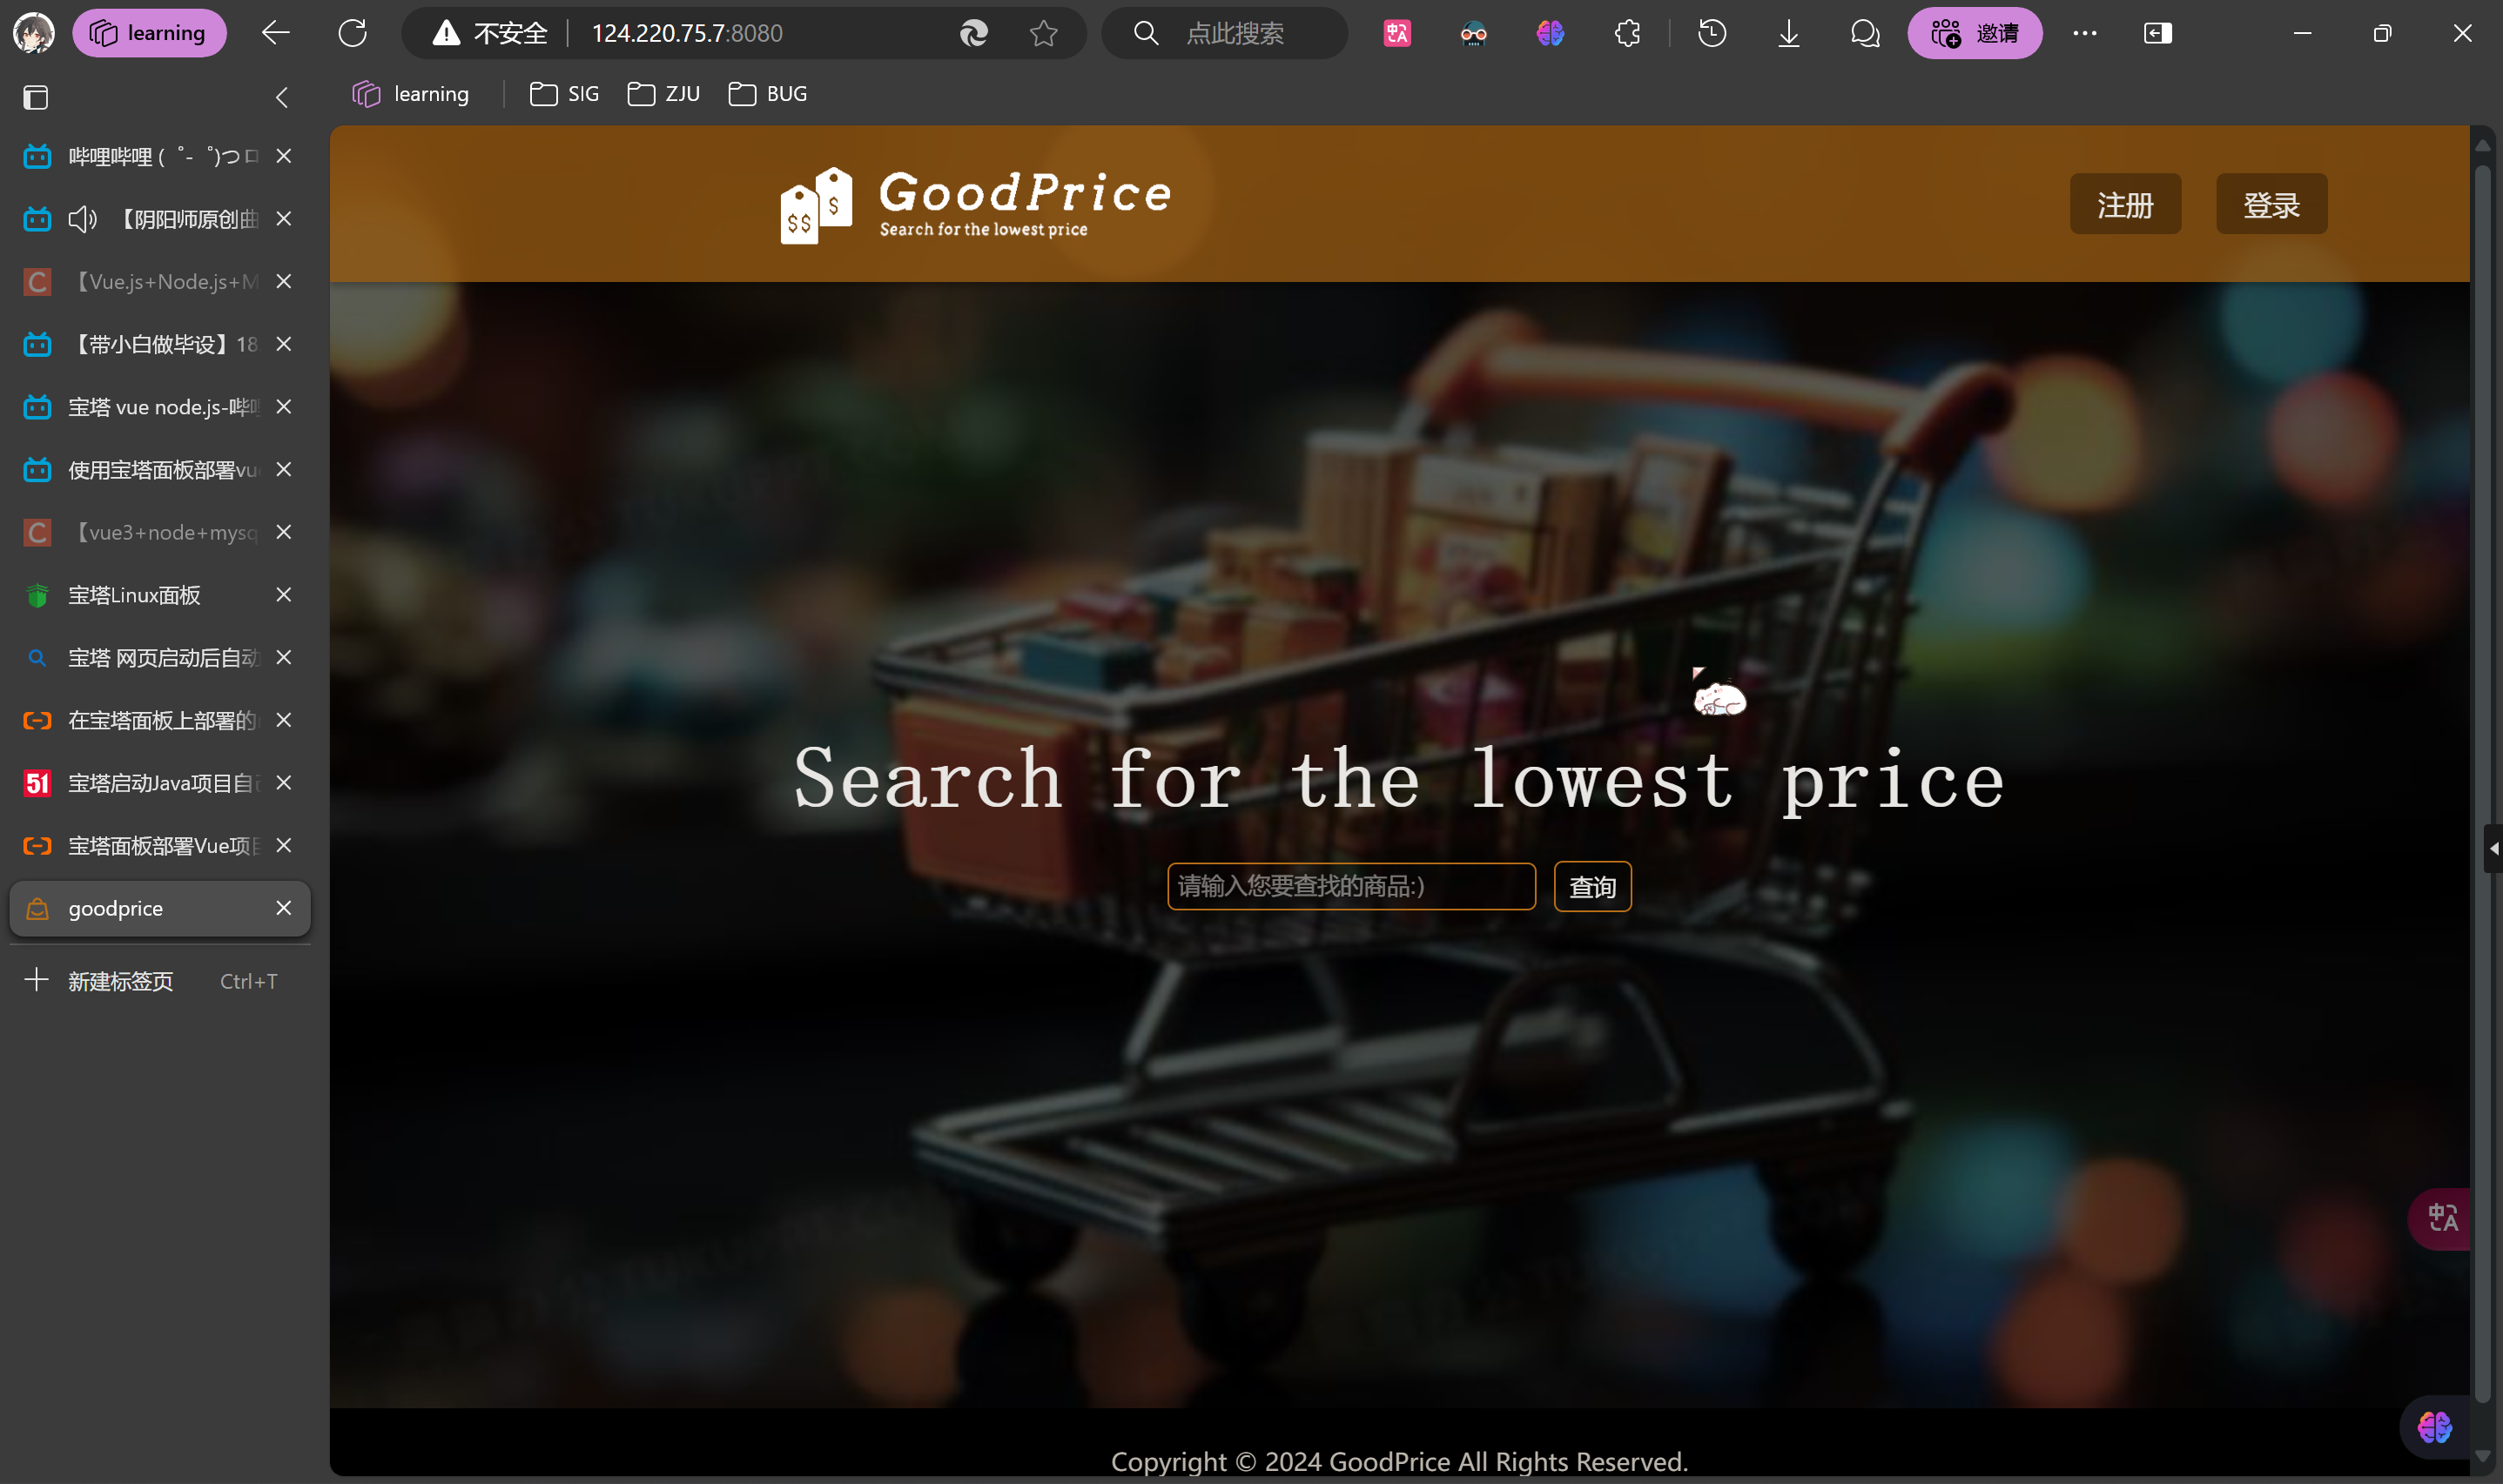 learning
不安全
124.220.75.7:8080
点此搜索
邀请
learning
SIG
ZJU
BUG
哔哩哔哩 (゜-゜)つロ
【阴阳师原创曲
【Vue.js+Node.js+M
【带小白做毕设】18
宝塔 vue node.js-哔哩
使用宝塔面板部署vu
【vue3+node+mysq
宝塔Linux面板
宝塔 网页启动后自动
在宝塔面板上部署的
宝塔启动Java项目自
宝塔面板部署Vue项目
goodprice
新建标签页 Ctrl+T
GoodPrice
Search for the lowest price
注册
登录
Search for the lowest price
请输入您要查找的商品:)
查询
Copyright © 2024 GoodPrice All Rights Reserved.